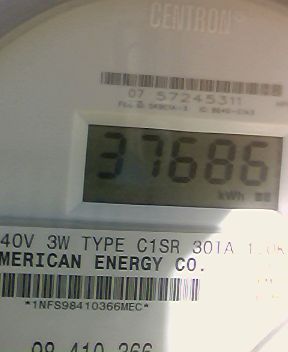 CENTRON
07 57245311
37686
kWh
40V 3W TYPE C1SR 30TA
MERICAN ENERGY CO.
*1NFS98410366MEC*
98 410 366